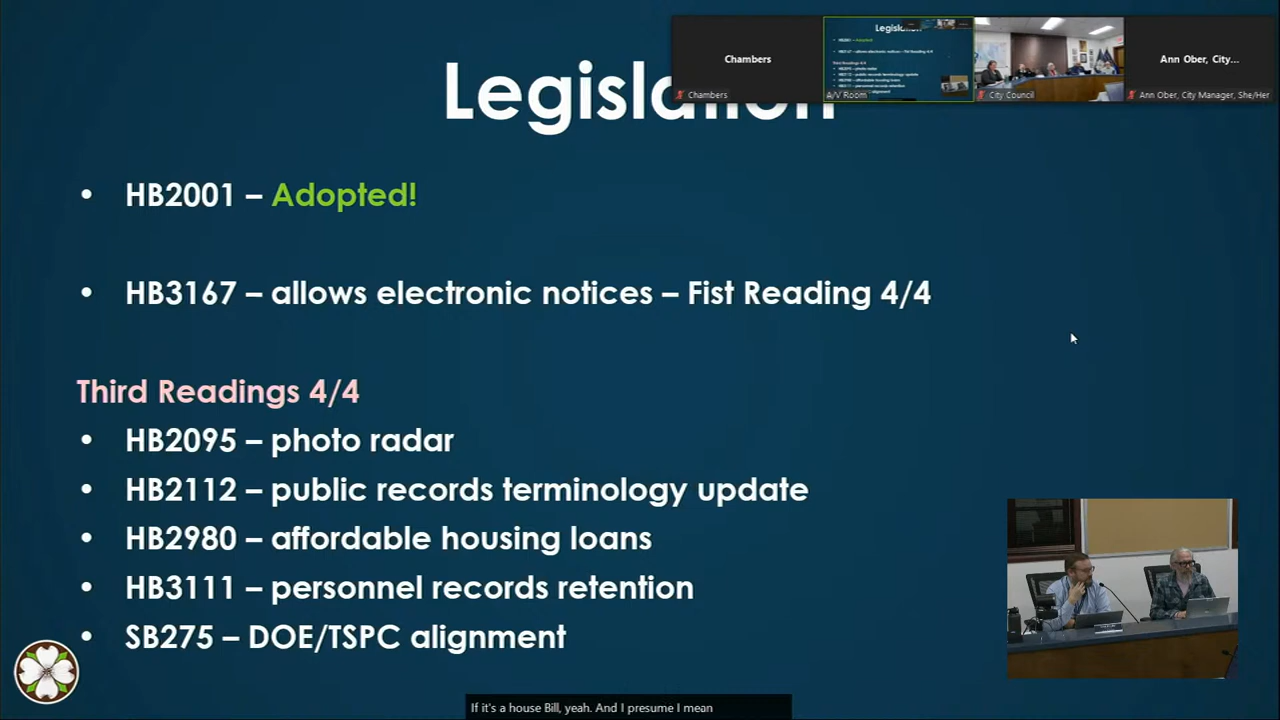 Legislation
Chambers
Chambers
Legislation
A/V Room
City Council
Ann Ober, City...
Ann Ober, City Manager, She/Her
• HB2001 – Adopted!
• HB3167 – allows electronic notices – Fist Reading 4/4
Third Readings 4/4
• HB2095 – photo radar
• HB2112 – public records terminology update
• HB2980 – affordable housing loans
• HB3111 – personnel records retention
• SB275 – DOE/TSPC alignment
If it's a house Bill, yeah. And I presume I mean